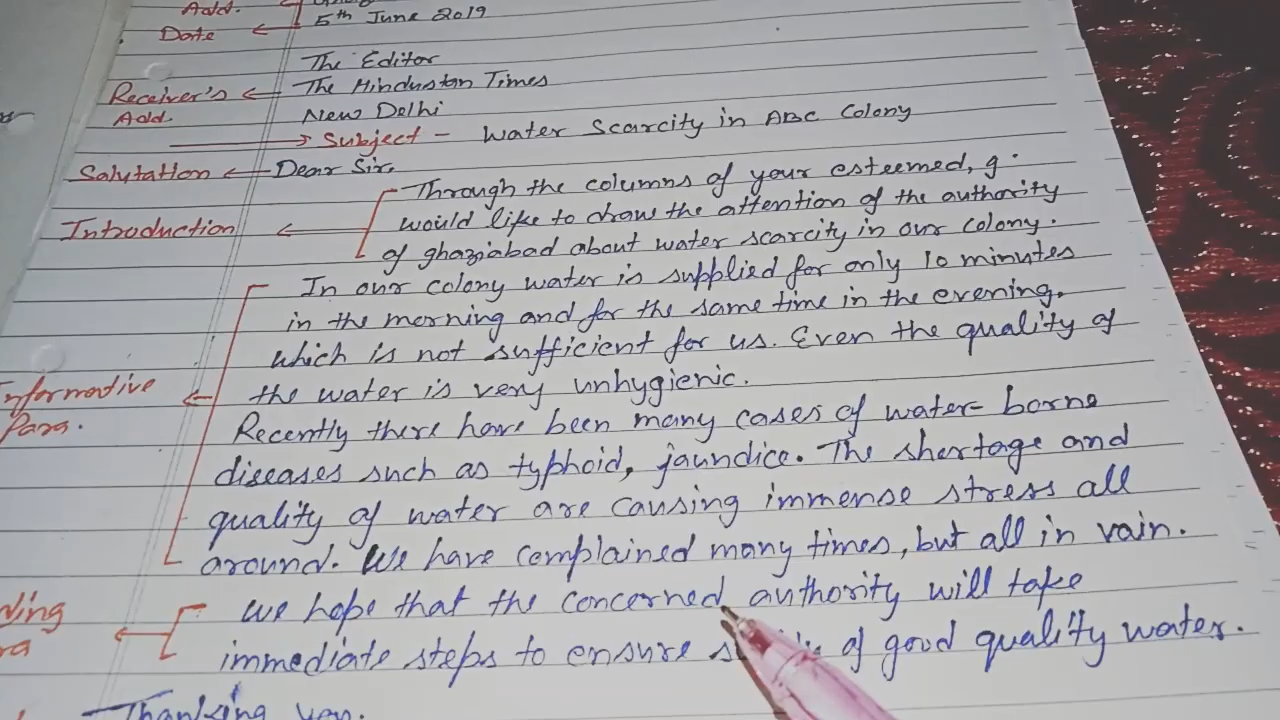 Add.
5th June 2019
Date
The Editor
Receiver's The Hindustan Times
Add. New Delhi
Subject - Water Scarcity in ABC Colony
Salutation Dear Sir,
Through the columns of your esteemed, g.
Introduction would like to draw the attention of the authority
of ghaziabad about water scarcity in our colony.
In our colony water is supplied for only 10 minutes
in the morning and for the same time in the evening.
which is not sufficient for us. Even the quality of
Informative the water is very unhygienic.
Para. Recently there have been many cases of water-borne
diseases such as typhoid, jaundice. The shortage and
quality of water are causing immense stress all
around. We have complained many times, but all in vain.
we hope that the concerned authority will take
immediate steps to ensure of good quality water.
Thanking you.